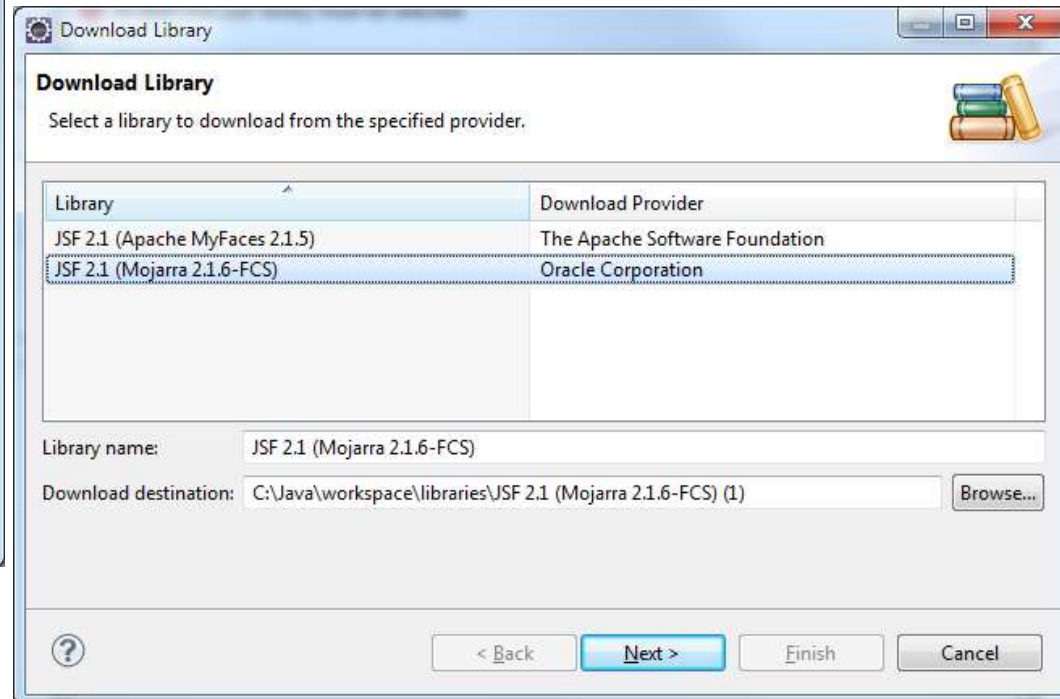 Download Library
Download Library
Select a library to download from the specified provider.
Library Download Provider
JSF 2.1 (Apache MyFaces 2.1.5) The Apache Software Foundation
JSF 2.1 (Mojarra 2.1.6-FCS) Oracle Corporation
Library name: JSF 2.1 (Mojarra 2.1.6-FCS)
Download destination: C:\Java\workspace\libraries\JSF 2.1 (Mojarra 2.1.6-FCS) (1) Browse...
? < Back Next > Finish Cancel